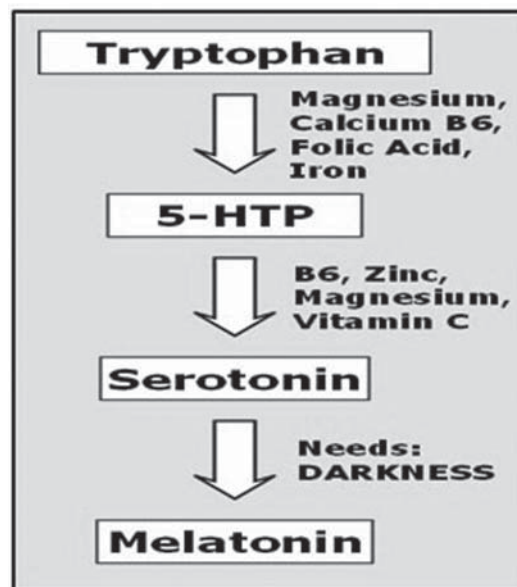 Tryptophan
Magnesium,
Calcium B6,
Folic Acid,
Iron
5-HTP
B6, Zinc,
Magnesium,
Vitamin C
Serotonin
Needs:
DARKNESS
Melatonin